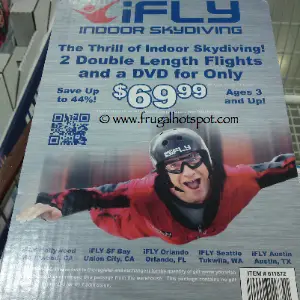 iFLY
INDOOR SKYDIVING
The Thrill of Indoor Skydiving!
2 Double Length Flights
and a DVD for Only
Save Up
to 44%!
$69.99
Ages 3
and Up!
www.frugalhotspot.com
iFLY
iFLY SF Bay
Union City, CA
iFLY Orlando
Orlando, FL
iFLY Seattle
Tukwila, WA
iFLY Austin
Austin, TX